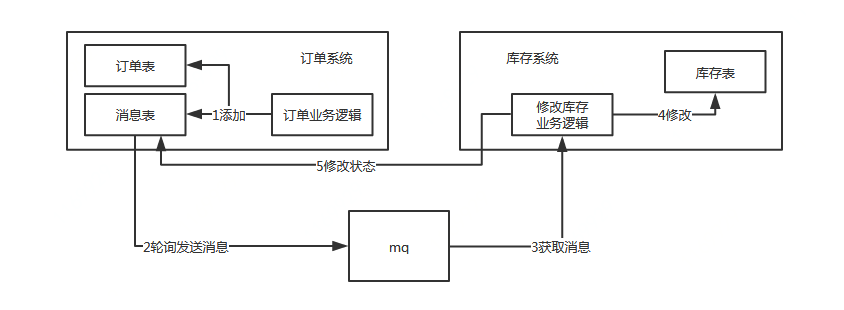 订单系统
库存系统
订单表
库存表
消息表
1添加
订单业务逻辑
修改库存
业务逻辑
4修改
5修改状态
2轮询发送消息
mq
3获取消息